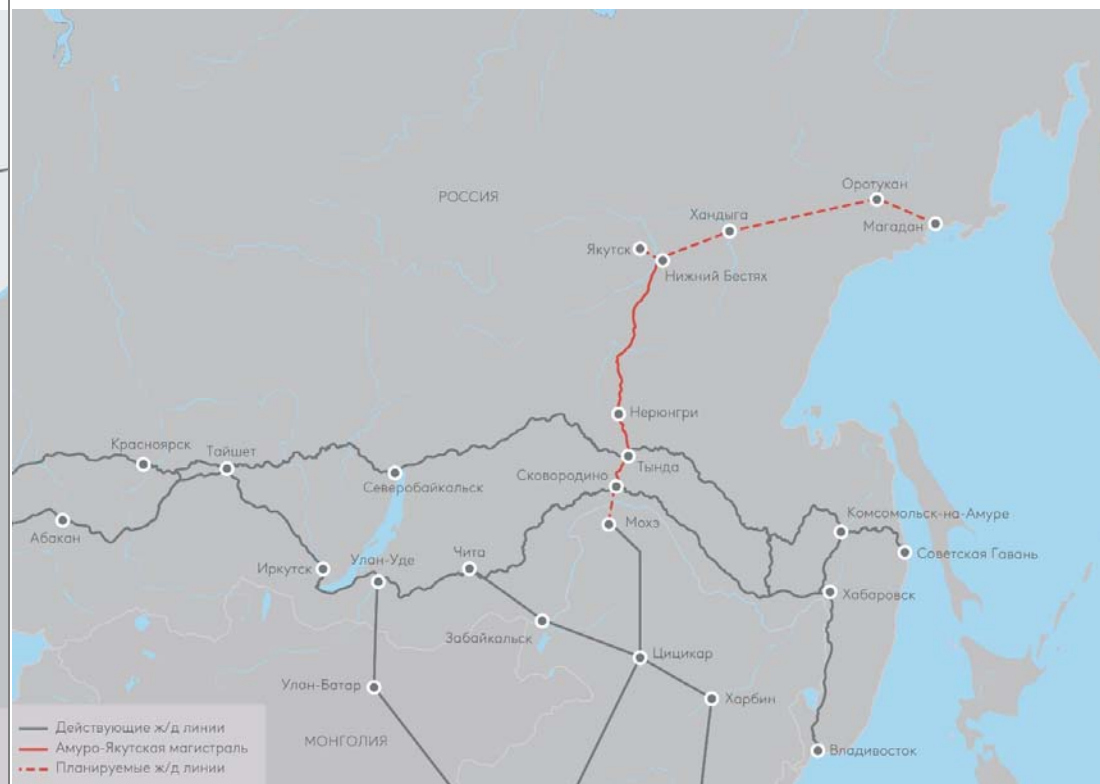 РОССИЯ
Оротукан
Хандыга
Магадан
Якутск
Нижний Бестях
Нерюнгри
Красноярск
Тайшет
Тында
Сковородино
Северобайкальск
Комсомольск-на-Амуре
Мохэ
Абакан
Советская Гавань
Чита
Улан-Уде
Иркутск
Хабаровск
Забайкальск
Цицикар
Улан-Батар
Харбин
Действующие ж/д линии
МОНГОЛИЯ
Амуро-Якутская магистраль
Владивосток
Планируемые ж/д линии